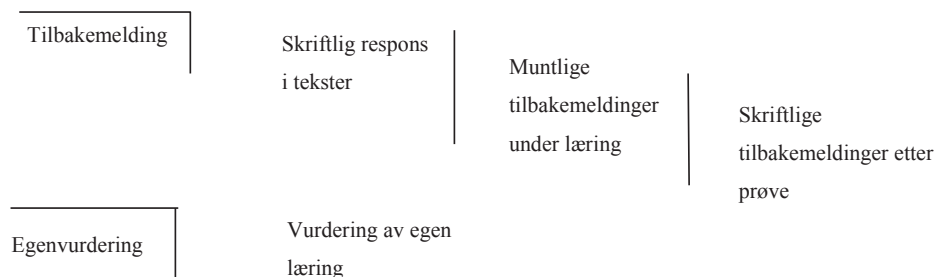 Tilbakemelding
Skriftlig respons
i tekster
Muntlige
tilbakemeldinger
under læring
Skriftlige
tilbakemeldinger etter
prøve
Egenvurdering
Vurdering av egen
læring